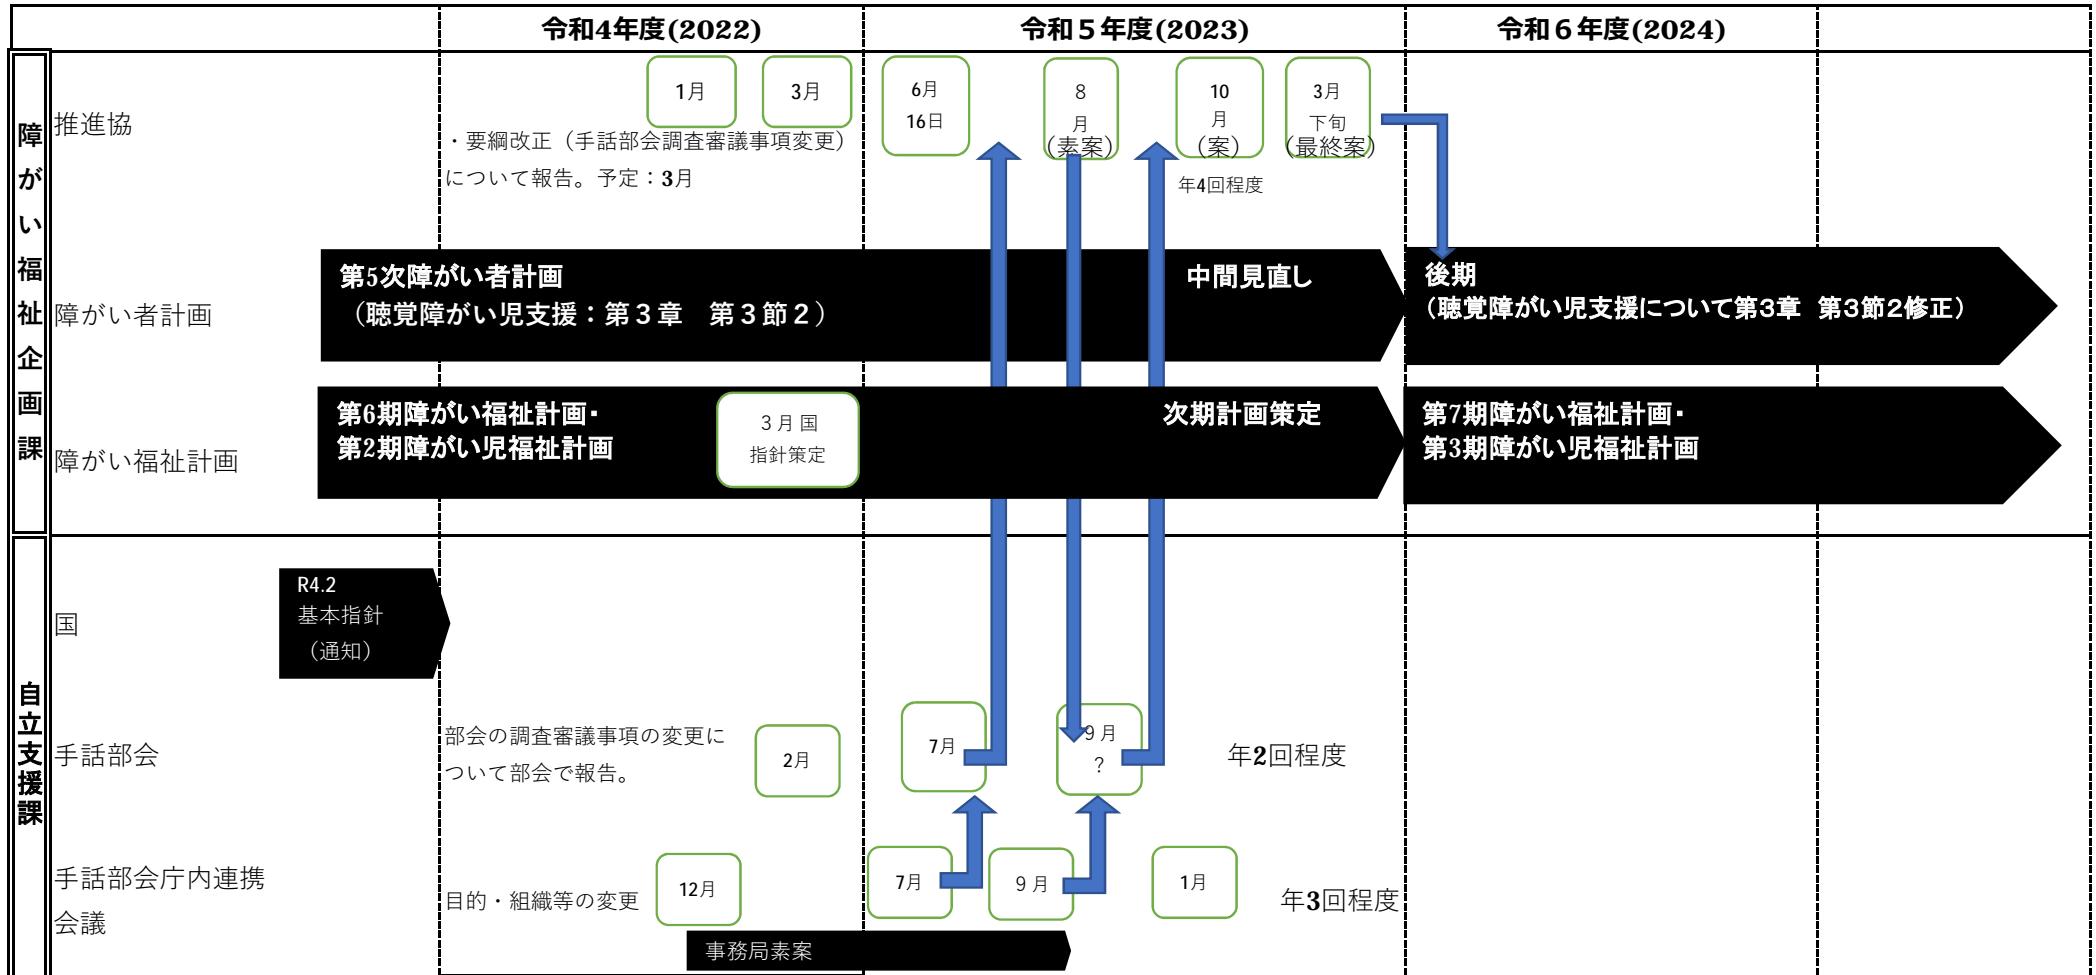 令和4年度(2022)
令和５年度(2023)
令和６年度(2024)
障がい福祉企画課
推進協
1月
3月
6月
16日
8
月
（素案）
10
月
（案）
3月
下旬
（最終案）
・要綱改正（手話部会調査審議事項変更）
について報告。予定：3月
年4回程度
障がい者計画
第5次障がい者計画
（聴覚障がい児支援：第３章　第３節２）
中間見直し
後期
（聴覚障がい児支援について第3章　第3節2修正）
障がい福祉計画
第6期障がい福祉計画・
第2期障がい児福祉計画
３月 国
指針策定
次期計画策定
第7期障がい福祉計画・
第3期障がい児福祉計画
自立支援課
国
R4.2
基本指針
（通知）
手話部会
部会の調査審議事項の変更に
ついて部会で報告。
2月
7月
9月
？
年2回程度
手話部会庁内連携
会議
目的・組織等の変更
12月
7月
９月
1月
年3回程度
事務局素案